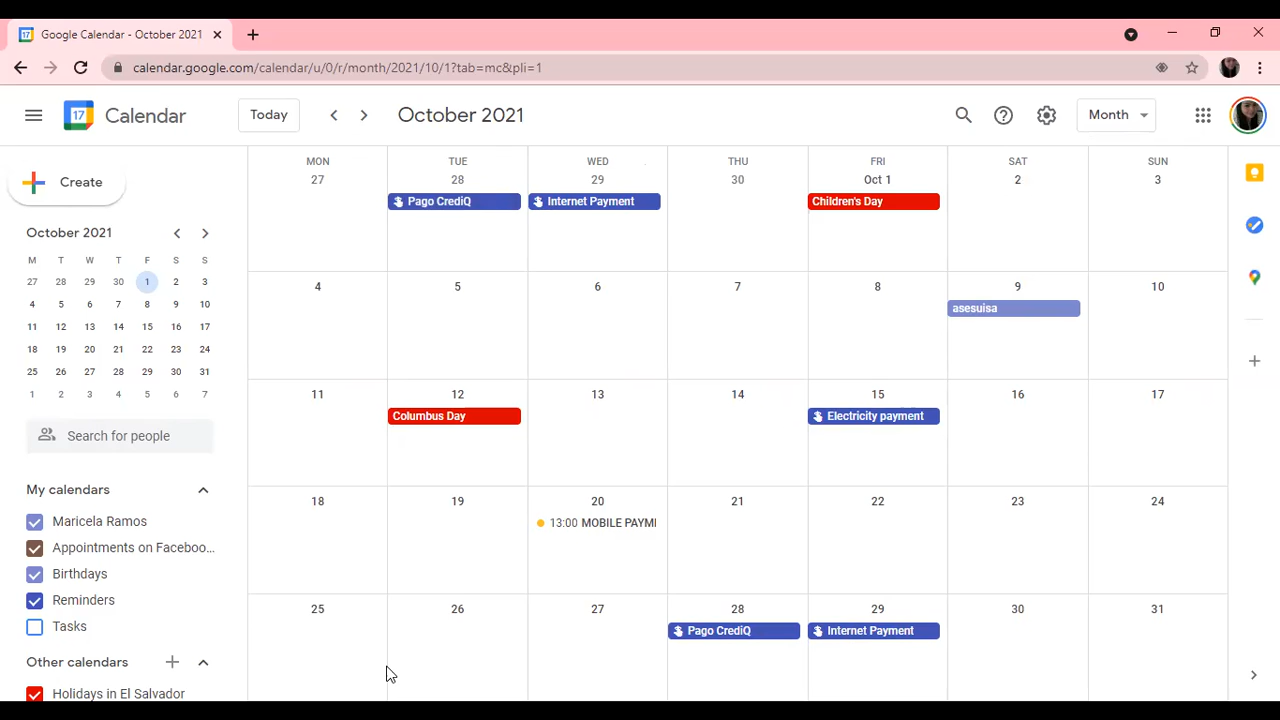 Google Calendar - October 2021
calendar.google.com/calendar/u/0/r/month/2021/10/1?tab=mc&pli=1
17 Calendar Today October 2021 Month
Create
October 2021
M T W T F S S
27 28 29 30 1 2 3
4 5 6 7 8 9 10
11 12 13 14 15 16 17
18 19 20 21 22 23 24
25 26 27 28 29 30 31
1 2 3 4 5 6 7
Search for people
My calendars
Maricela Ramos
Appointments on Faceboo...
Birthdays
Reminders
Tasks
Other calendars
Holidays in El Salvador
MON TUE WED THU FRI SAT SUN
27 28 29 30 Oct 1 2 3
Pago CrediQ Internet Payment Children's Day
4 5 6 7 8 9 10
asesuisa
11 12 13 14 15 16 17
Columbus Day Electricity payment
18 19 20 21 22 23 24
13:00 MOBILE PAYMI
25 26 27 28 29 30 31
Pago CrediQ Internet Payment